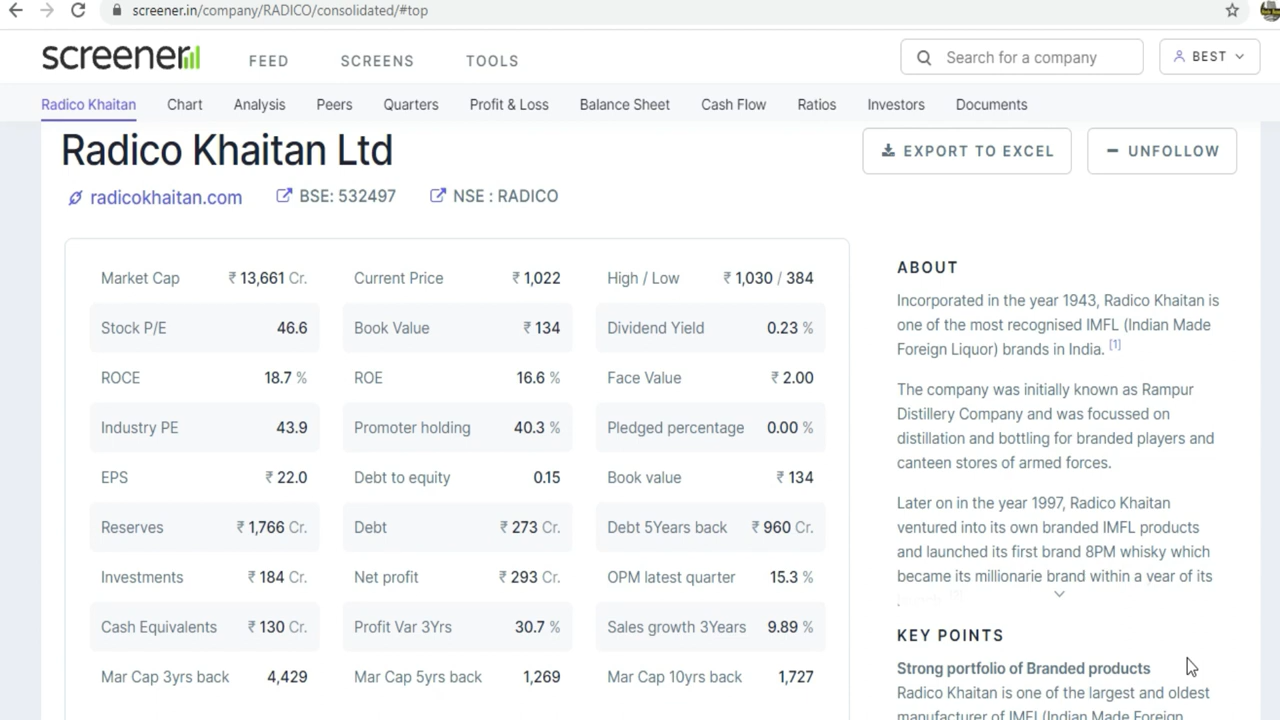 screener.in/company/RADICO/consolidated/#top
screener
FEED SCREENS TOOLS
Search for a company
BEST
Radico Khaitan Chart Analysis Peers Quarters Profit & Loss Balance Sheet Cash Flow Ratios Investors Documents
Radico Khaitan Ltd
EXPORT TO EXCEL
UNFOLLOW
radicokhaitan.com BSE: 532497 NSE : RADICO
Market Cap ₹ 13,661 Cr. Current Price ₹ 1,022 High / Low ₹ 1,030 / 384
Stock P/E 46.6 Book Value ₹ 134 Dividend Yield 0.23 %
ROCE 18.7 % ROE 16.6 % Face Value ₹ 2.00
Industry PE 43.9 Promoter holding 40.3 % Pledged percentage 0.00 %
EPS ₹ 22.0 Debt to equity 0.15 Book value ₹ 134
Reserves ₹ 1,766 Cr. Debt ₹ 273 Cr. Debt 5Years back ₹ 960 Cr.
Investments ₹ 184 Cr. Net profit ₹ 293 Cr. OPM latest quarter 15.3 %
Cash Equivalents ₹ 130 Cr. Profit Var 3Yrs 30.7 % Sales growth 3Years 9.89 %
Mar Cap 3yrs back 4,429 Mar Cap 5yrs back 1,269 Mar Cap 10yrs back 1,727
ABOUT
Incorporated in the year 1943, Radico Khaitan is
one of the most recognised IMFL (Indian Made
Foreign Liquor) brands in India. [1]
The company was initially known as Rampur
Distillery Company and was focussed on
distillation and bottling for branded players and
canteen stores of armed forces.
Later on in the year 1997, Radico Khaitan
ventured into its own branded IMFL products
and launched its first brand 8PM whisky which
became its millionarie brand within a year of its
KEY POINTS
Strong portfolio of Branded products
Radico Khaitan is one of the largest and oldest
manufacturer of IMFL(Indian Made Foreign